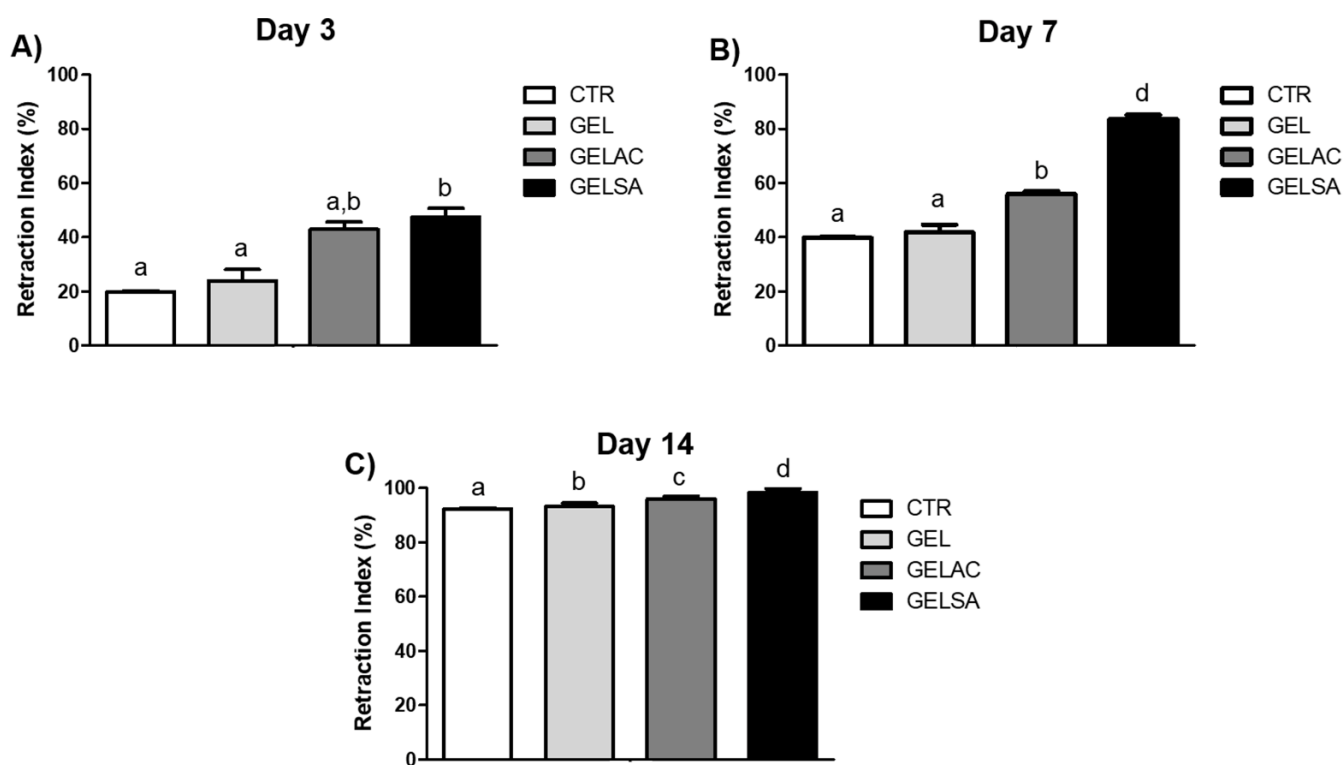 A)
Day 3
Retraction Index (%)
100
80
60
40
20
0
a
a
a,b
b
CTR
GEL
GELAC
GELSA
B)
Day 7
Retraction Index (%)
100
80
60
40
20
0
a
a
b
d
CTR
GEL
GELAC
GELSA
C)
Day 14
Retraction Index (%)
100
80
60
40
20
0
a
b
c
d
CTR
GEL
GELAC
GELSA